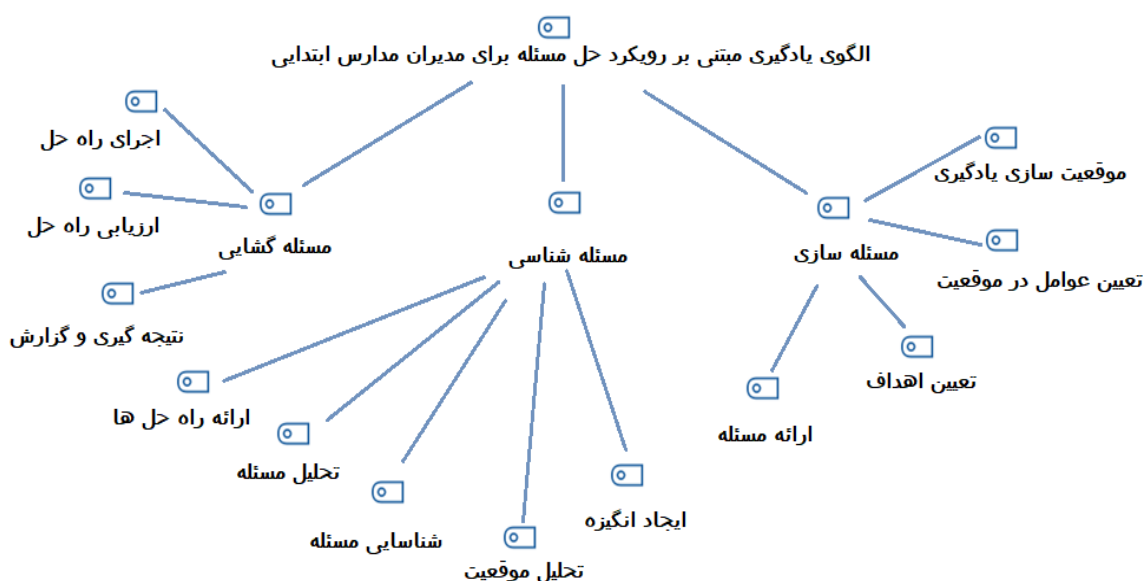 الگوی یادگیری مبتنی بر رویکرد حل مسئله برای مدیران مدارس ابتدایی
مسئله سازی
موقعیت سازی یادگیری
تعیین عوامل در موقعیت
تعیین اهداف
ارائه مسئله
مسئله شناسی
ایجاد انگیزه
تحلیل موقعیت
شناسایی مسئله
تحلیل مسئله
ارائه راه حل ها
مسئله گشایی
اجرای راه حل
ارزیابی راه حل
نتیجه گیری و گزارش